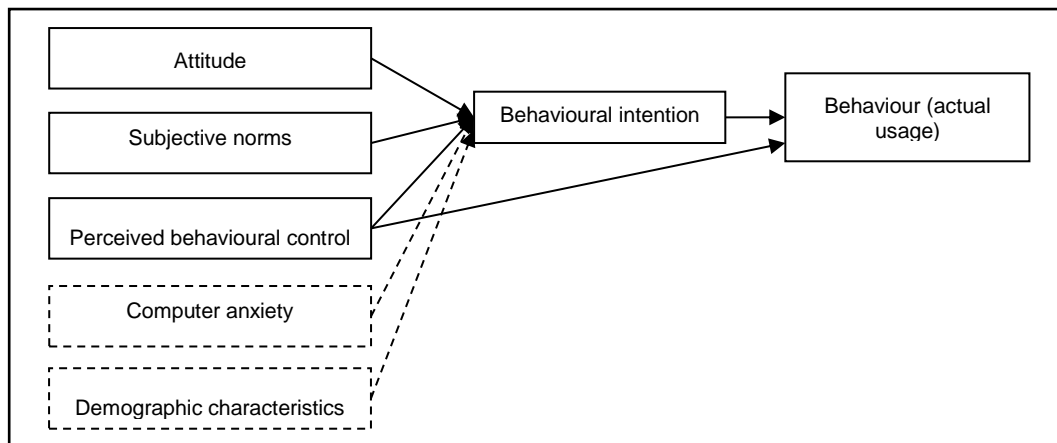 Attitude
Subjective norms
Perceived behavioural control
Computer anxiety
Demographic characteristics
Behavioural intention
Behaviour (actual
usage)